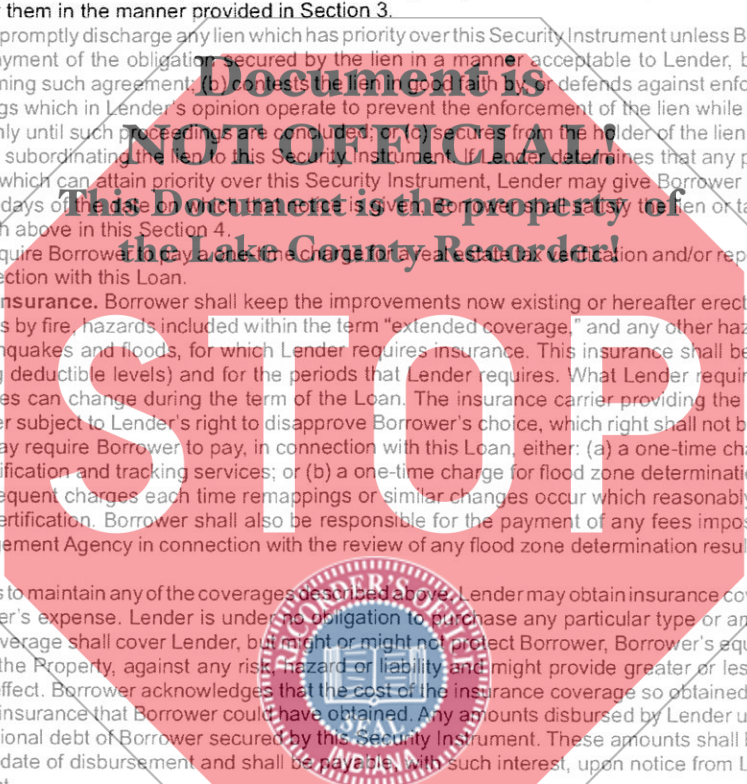 them in the manner provided in Section 3.
promptly discharge any lien which has priority over this Security Instrument unless B
yment of the obligation secured by the lien in a manner acceptable to Lender, b
ming such agreement; (b) contests the lien in good faith by, or defends against enfo
gs which in Lender's opinion operate to prevent the enforcement of the lien while
nly until such proceedings are concluded; or (c) secures from the holder of the lien
subordinating the lien to this Security Instrument. If Lender determines that any p
which can attain priority over this Security Instrument, Lender may give Borrower
days of the date on which that notice is given, Borrower shall satisfy the lien or ta
h above in this Section 4.
quire Borrower to pay a one-time charge for a real estate tax verification and/or rep
ection with this Loan.
nsurance. Borrower shall keep the improvements now existing or hereafter erect
s by fire, hazards included within the term "extended coverage," and any other haz
hquakes and floods, for which Lender requires insurance. This insurance shall be
deductible levels) and for the periods that Lender requires. What Lender requir
es can change during the term of the Loan. The insurance carrier providing the
er subject to Lender's right to disapprove Borrower's choice, which right shall not b
ay require Borrower to pay, in connection with this Loan, either: (a) a one-time cha
ification and tracking services; or (b) a one-time charge for flood zone determinati
equent charges each time remappings or similar changes occur which reasonabl
ertification. Borrower shall also be responsible for the payment of any fees impos
gement Agency in connection with the review of any flood zone determination resul
s to maintain any of the coverages described above, Lender may obtain insurance cov
er's expense. Lender is under no obligation to purchase any particular type or am
verage shall cover Lender, but might or might not protect Borrower, Borrower's equ
the Property, against any risk, hazard or liability and might provide greater or les
effect. Borrower acknowledges that the cost of the insurance coverage so obtained
insurance that Borrower could have obtained. Any amounts disbursed by Lender u
ional debt of Borrower secured by this Security Instrument. These amounts shall b
date of disbursement and shall be payable, with such interest, upon notice from L
Document is
NOT OFFICIAL!
This Document is the property of
the Lake County Recorder!
STOP
RECORDER'S OFFI